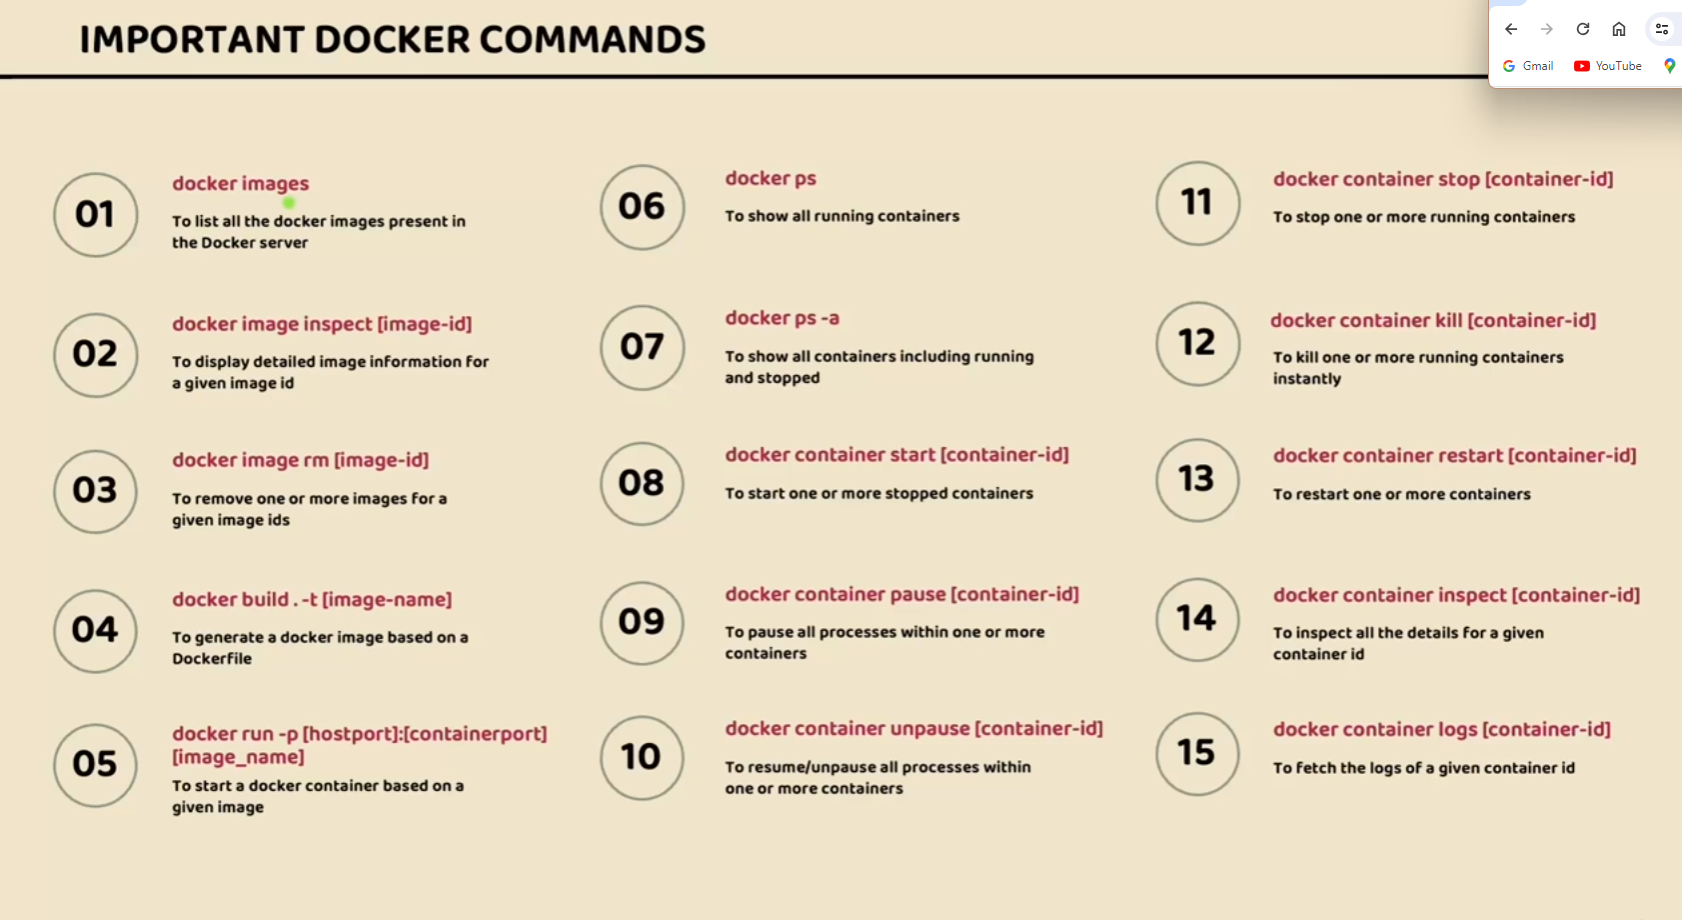 IMPORTANT DOCKER COMMANDS
Gmail
YouTube
01
docker images
To list all the docker images present in
the Docker server
02
docker image inspect [image-id]
To display detailed image information for
a given image id
03
docker image rm [image-id]
To remove one or more images for a
given image ids
04
docker build . -t [image-name]
To generate a docker image based on a
Dockerfile
05
docker run -p [hostport]:[containerport]
[image_name]
To start a docker container based on a
given image
06
docker ps
To show all running containers
07
docker ps -a
To show all containers including running
and stopped
08
docker container start [container-id]
To start one or more stopped containers
09
docker container pause [container-id]
To pause all processes within one or more
containers
10
docker container unpause [container-id]
To resume/unpause all processes within
one or more containers
11
docker container stop [container-id]
To stop one or more running containers
12
docker container kill [container-id]
To kill one or more running containers
instantly
13
docker container restart [container-id]
To restart one or more containers
14
docker container inspect [container-id]
To inspect all the details for a given
container id
15
docker container logs [container-id]
To fetch the logs of a given container id